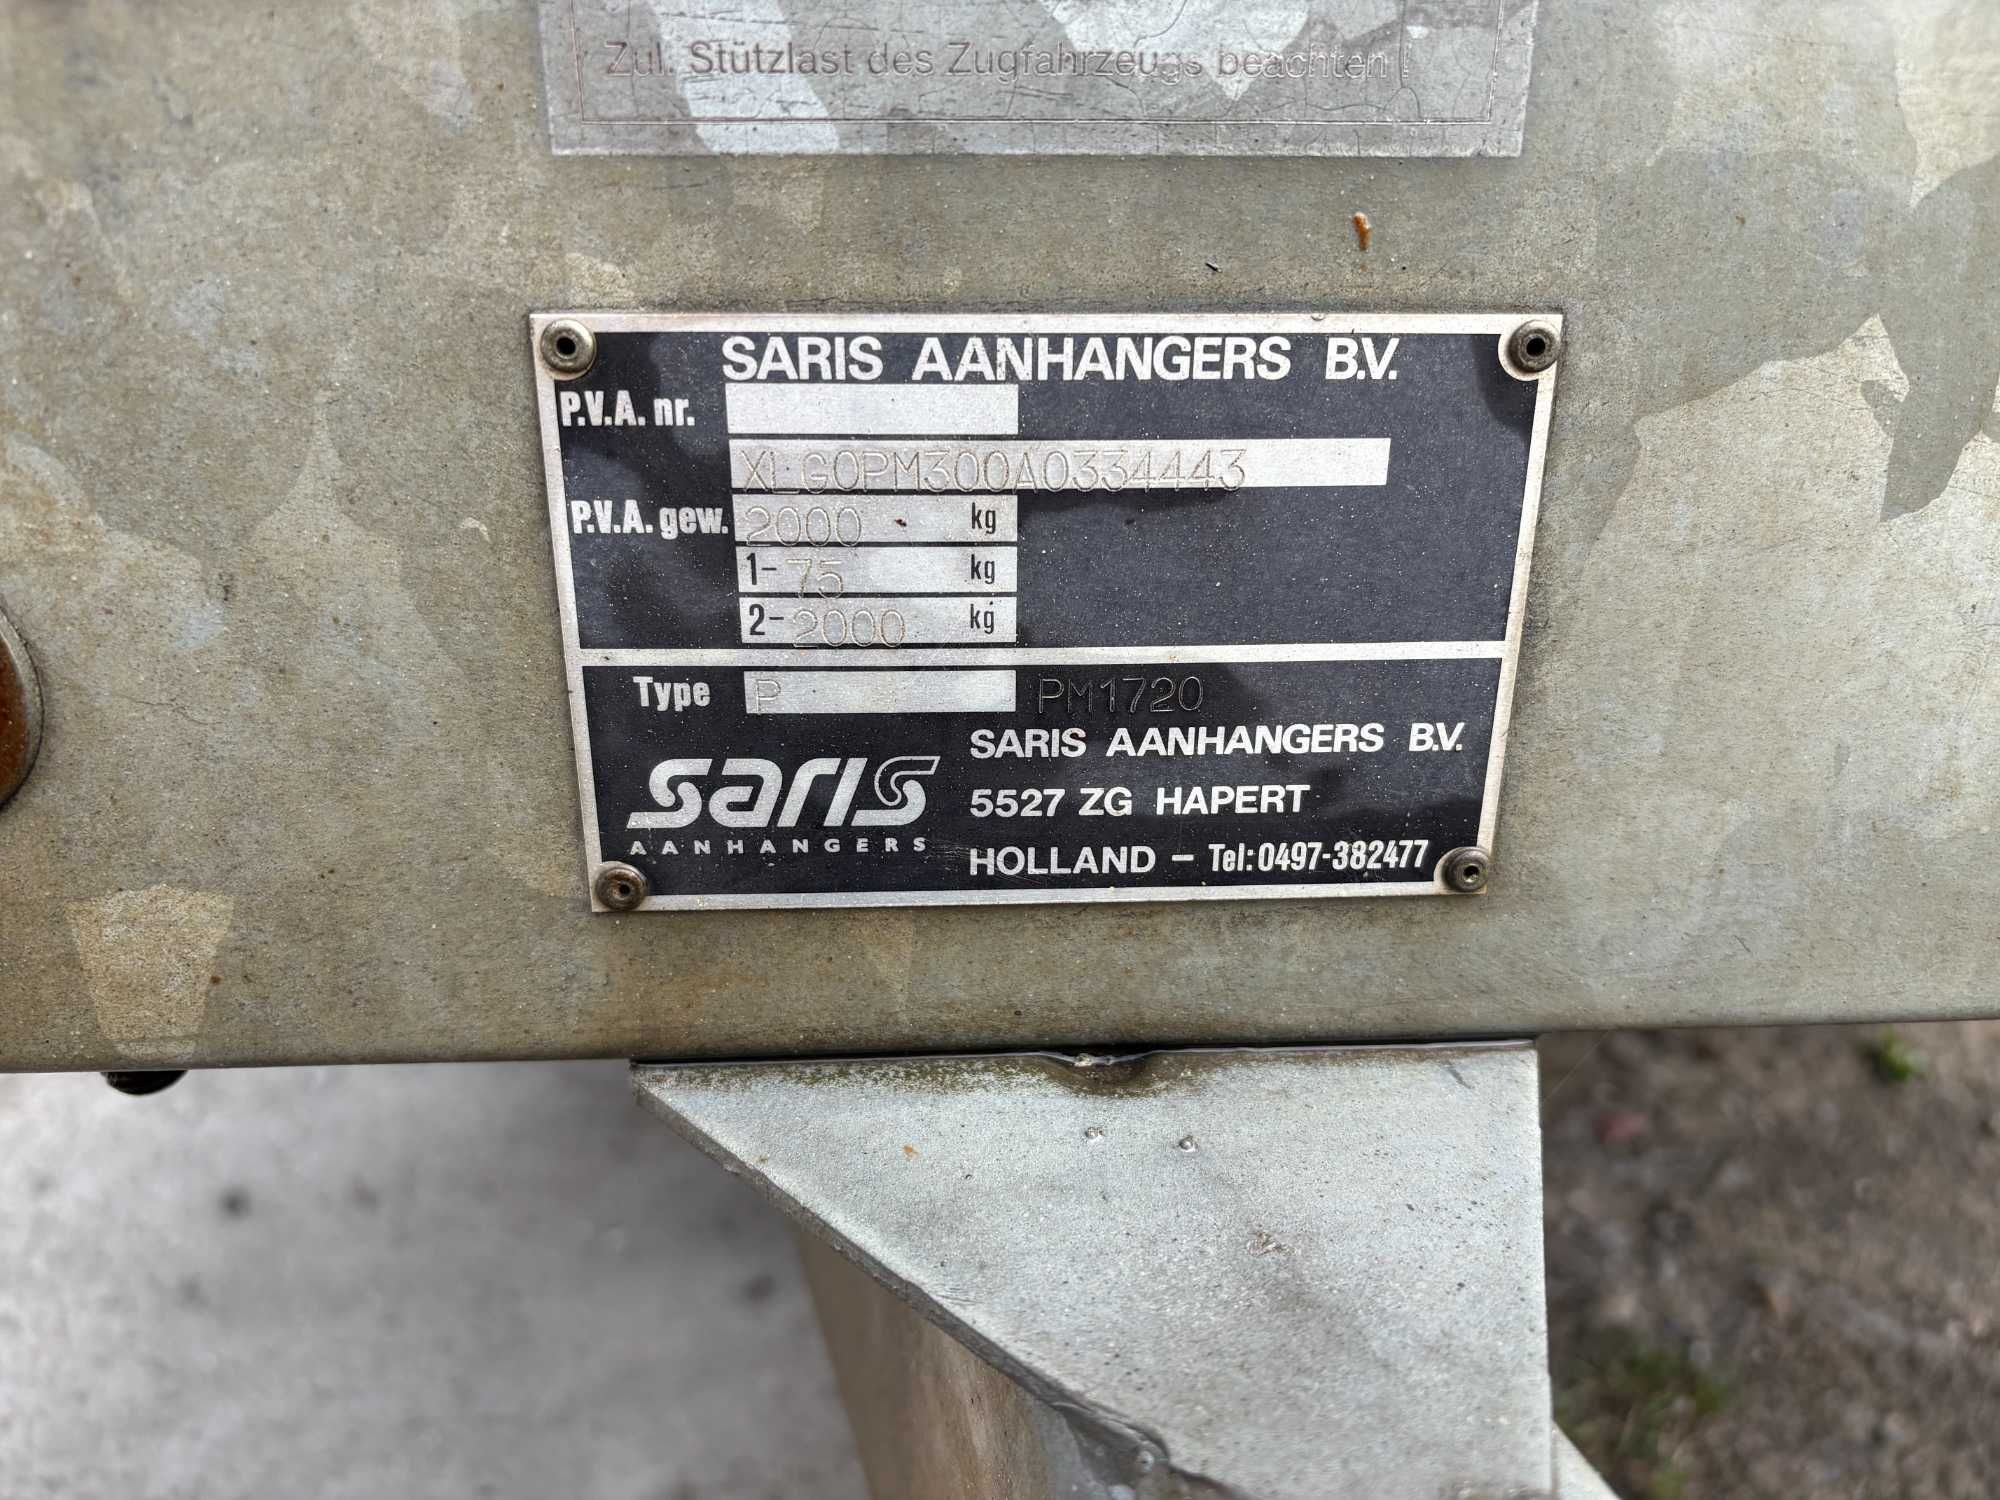 Zul. Stützlast des Zugfahrzeugs beachten !
SARIS AANHANGERS B.V.
P.V.A. nr.
XLG0PM300A0334443
P.V.A. gew. 2000 kg
1- 75 kg
2- 2000 kg
Type P PM1720
saris
AANHANGERS
SARIS AANHANGERS B.V.
5527 ZG HAPERT
HOLLAND - Tel: 0497-382477